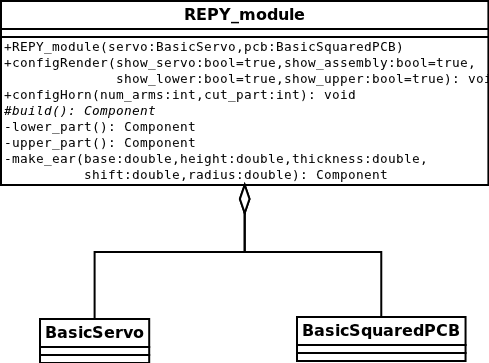 REPY_module
+REPY_module(servo:BasicServo,pcb:BasicSquaredPCB)
+configRender(show_servo:bool=true,show_assembly:bool=true,
show_lower:bool=true,show_upper:bool=true): voi
+configHorn(num_arms:int,cut_part:int): void
#build(): Component
-lower_part(): Component
-upper_part(): Component
-make_ear(base:double,height:double,thickness:double,
shift:double,radius:double): Component
BasicServo
BasicSquaredPCB